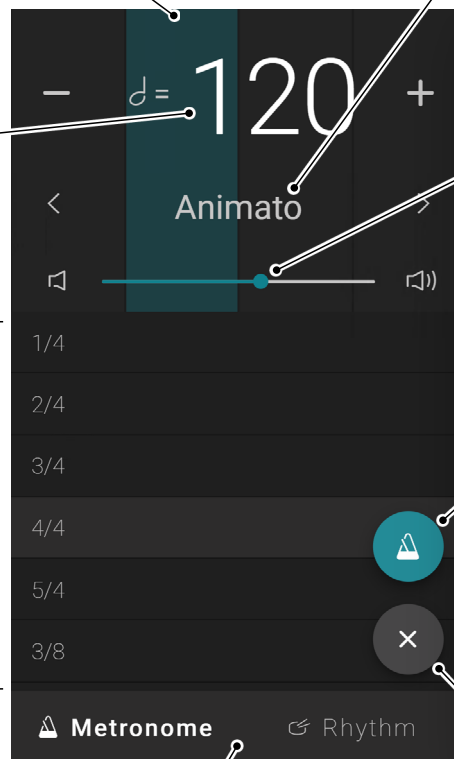 − 𝅗𝅥 = 120 +
< Animato >
1/4
2/4
3/4
4/4
5/4
3/8
Metronome Rhythm